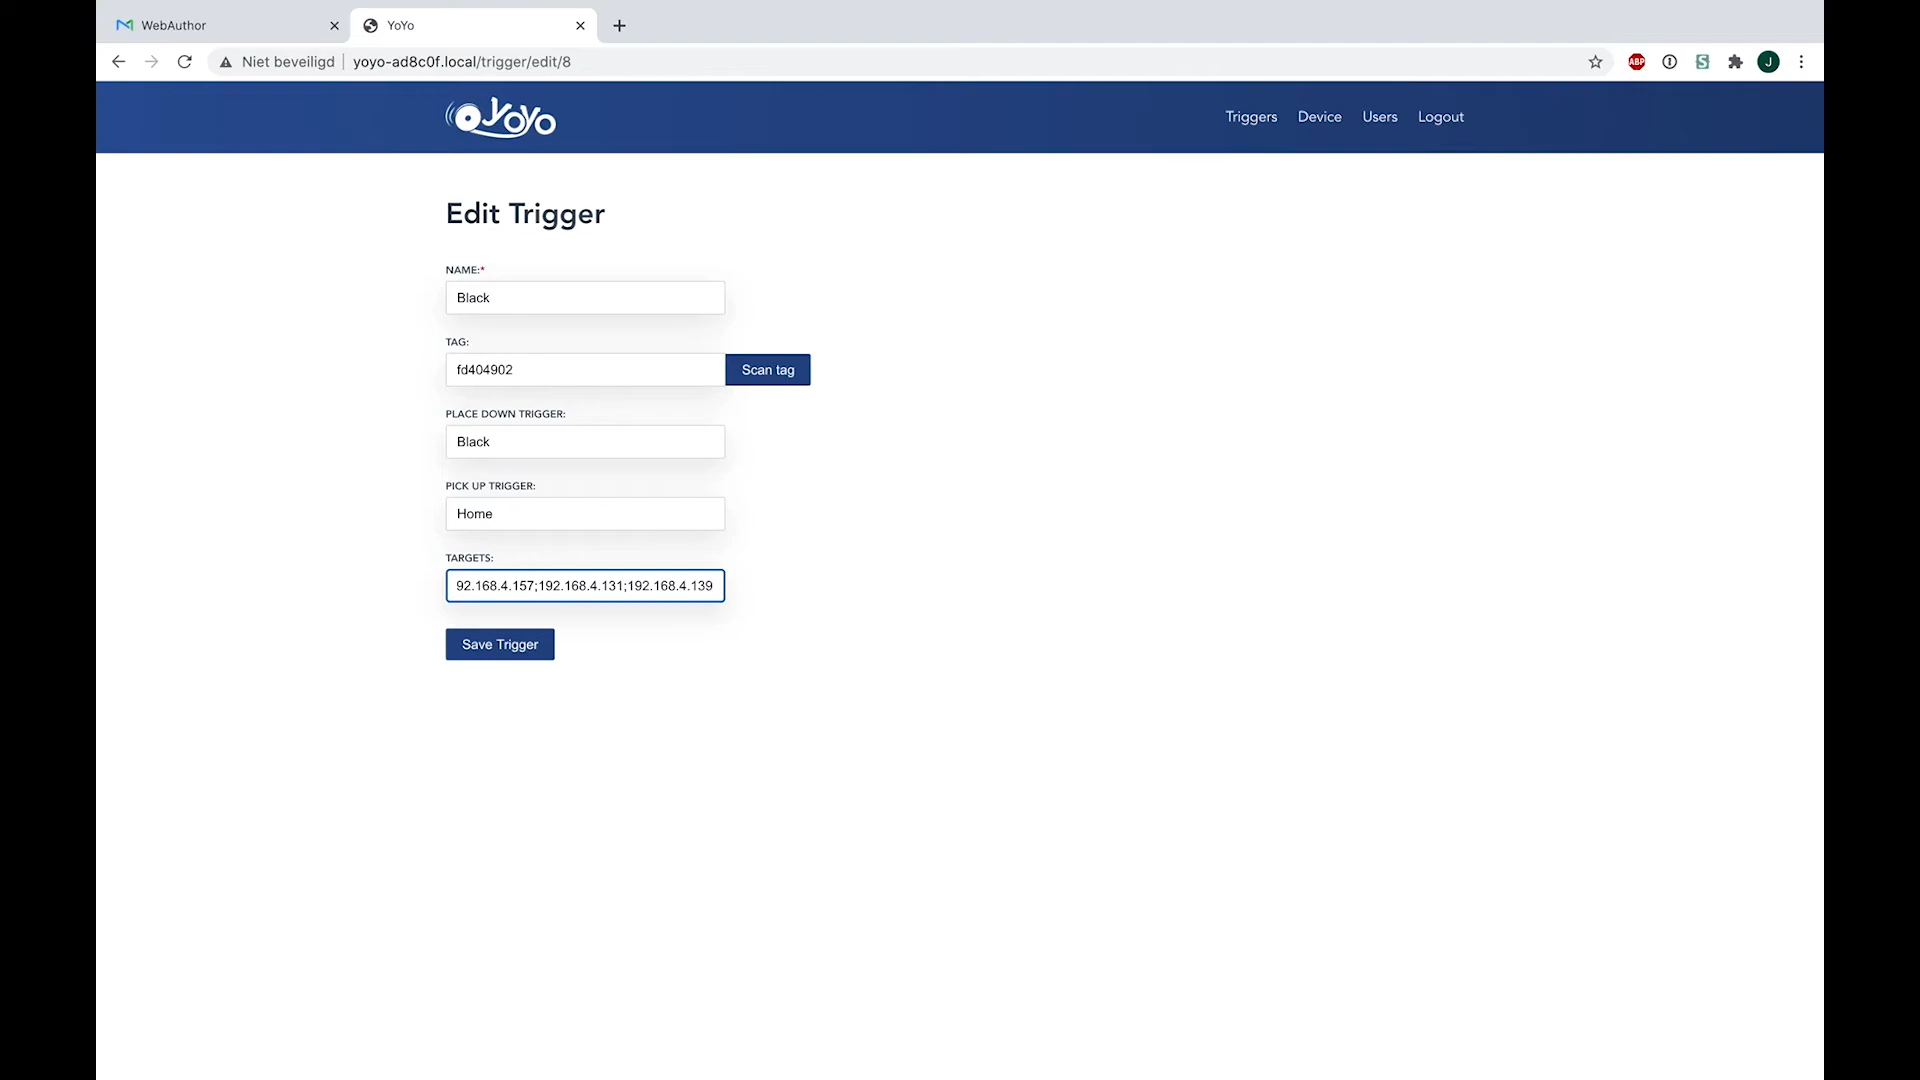 WebAuthor
YoYo
Niet beveiligd
yoyo-ad8c0f.local/trigger/edit/8
ABP
S
J
YoYo
Triggers
Device
Users
Logout
Edit Trigger
NAME:*
Black
TAG:
fd404902
Scan tag
PLACE DOWN TRIGGER:
Black
PICK UP TRIGGER:
Home
TARGETS:
92.168.4.157;192.168.4.131;192.168.4.139
Save Trigger